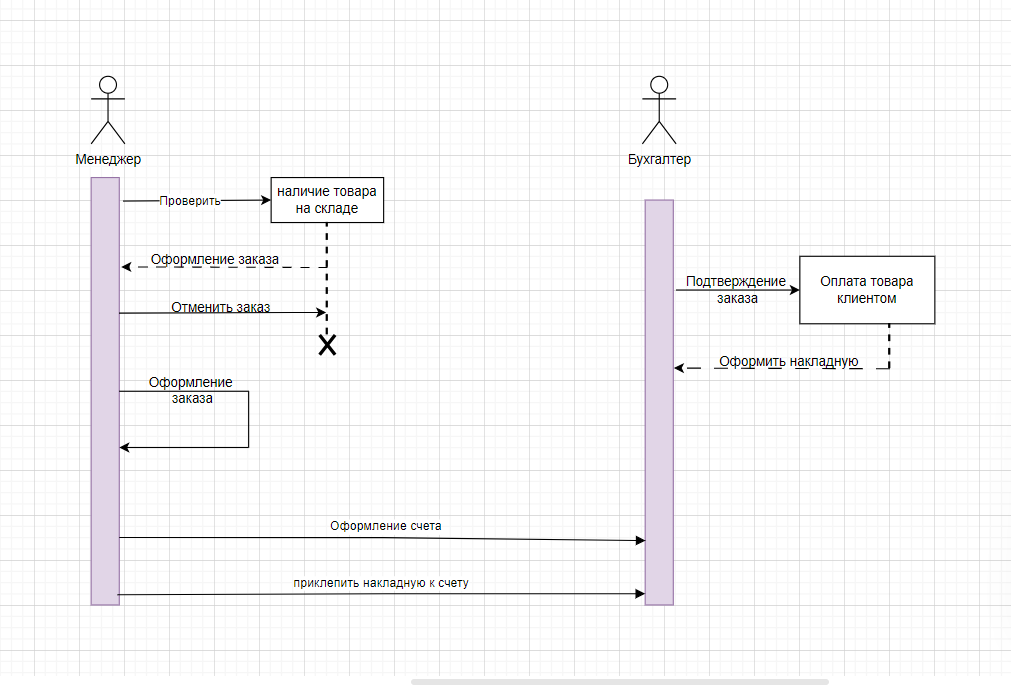 Менеджер
Бухгалтер
Проверить
наличие товара
на складе
Оформление заказа
Подтверждение
заказа
Оплата товара
клиентом
Отменить заказ
Оформить накладную
Оформление
заказа
Оформление счета
приклепить накладную к счету